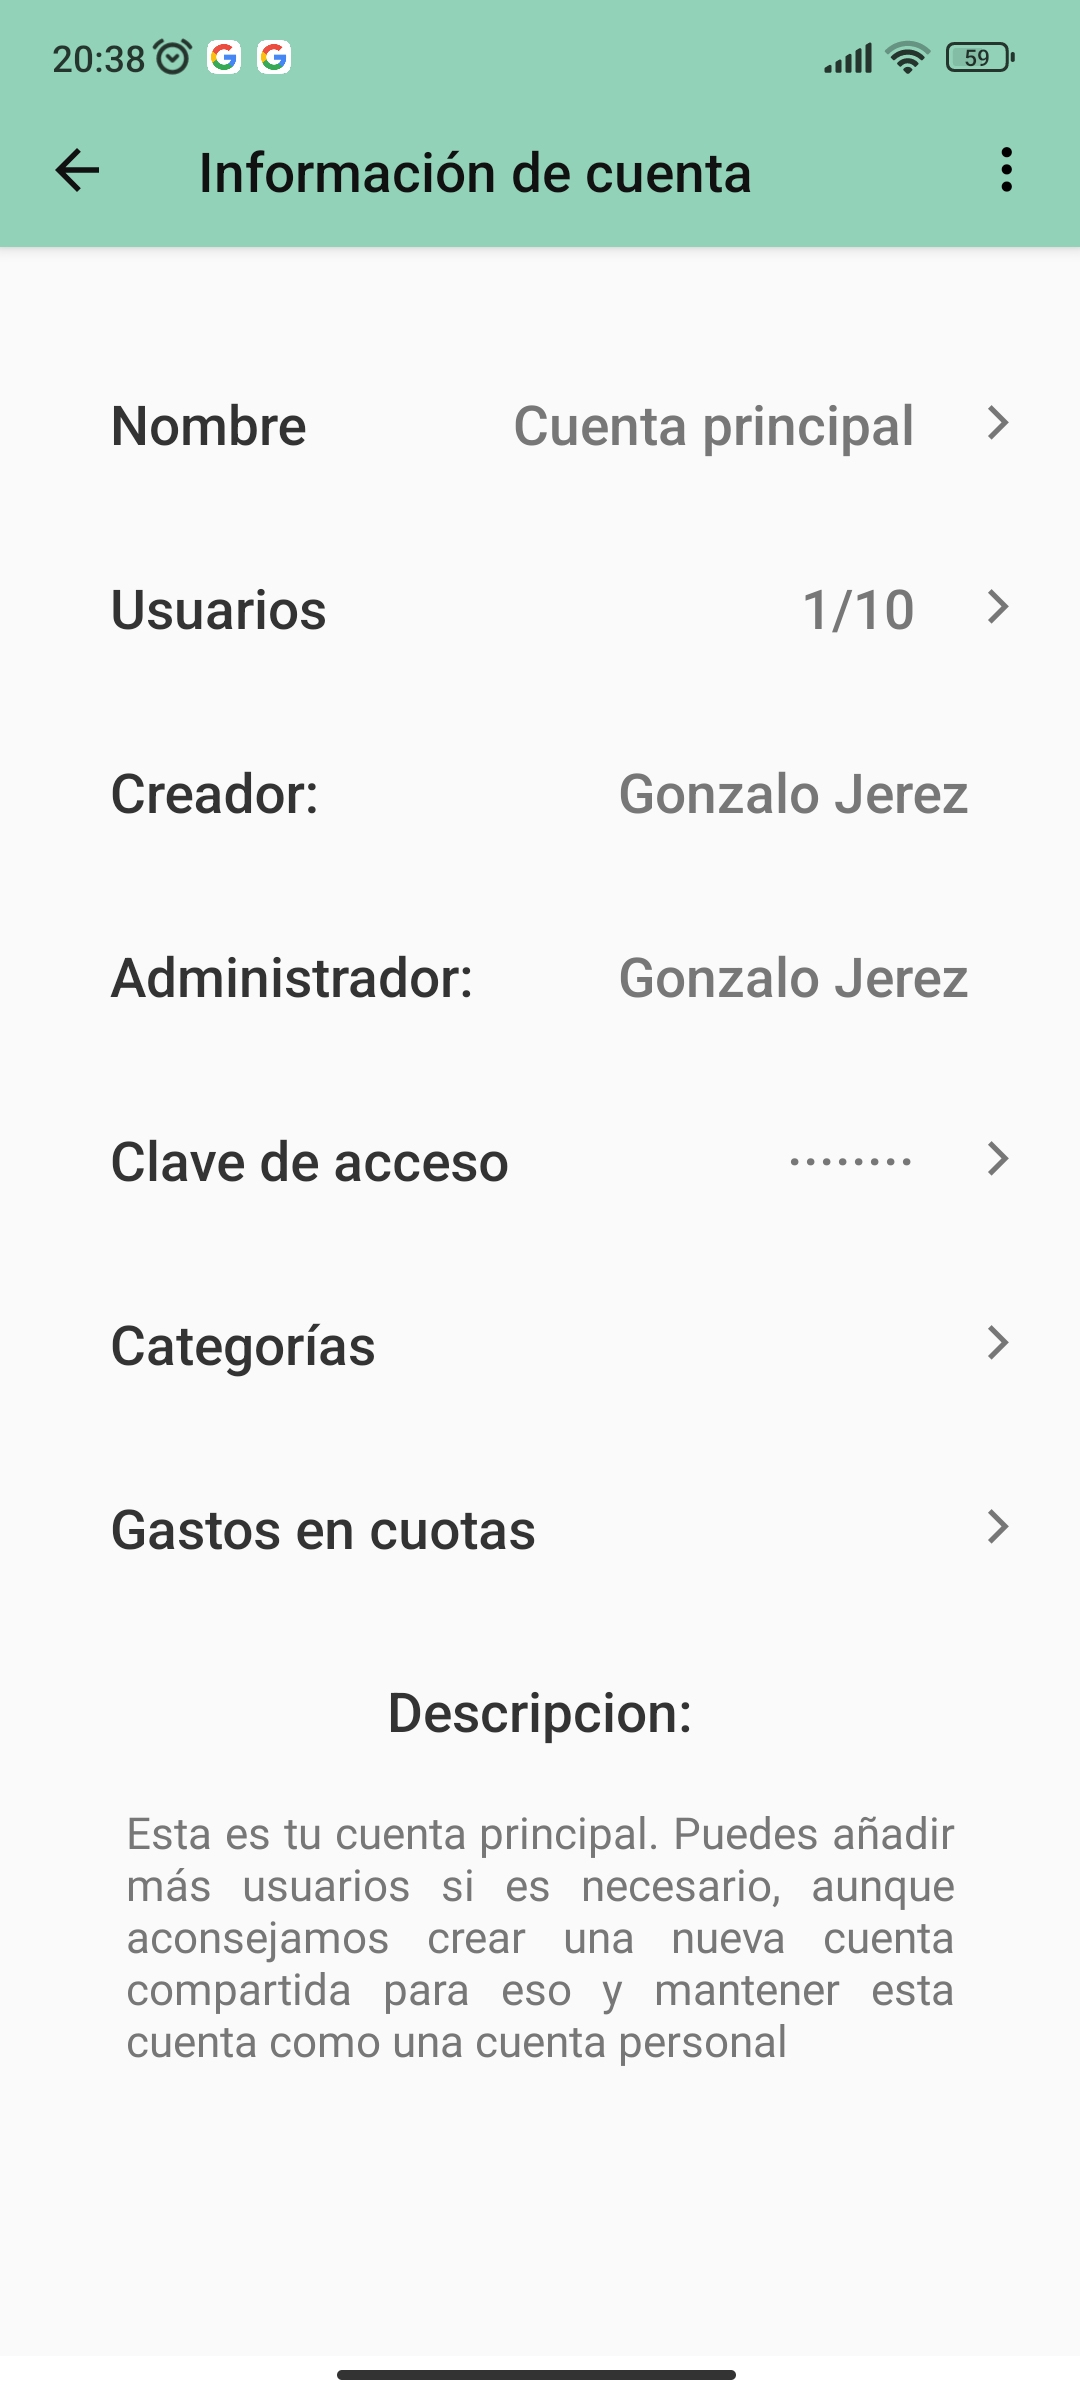 20:38
59
Información de cuenta
Nombre Cuenta principal
Usuarios 1/10
Creador: Gonzalo Jerez
Administrador: Gonzalo Jerez
Clave de acceso ········
Categorías
Gastos en cuotas
Descripcion:
Esta es tu cuenta principal. Puedes añadir
más usuarios si es necesario, aunque
aconsejamos crear una nueva cuenta
compartida para eso y mantener esta
cuenta como una cuenta personal